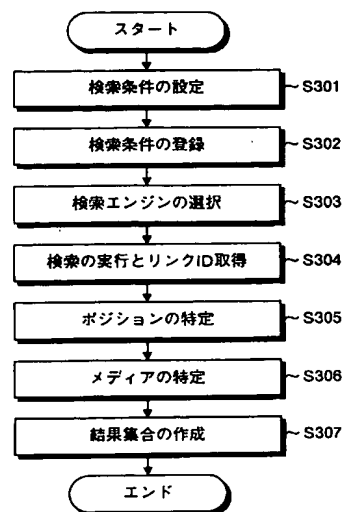 スタート
検索条件の設定 S301
検索条件の登録 S302
検索エンジンの選択 S303
検索の実行とリンクID取得 S304
ポジションの特定 S305
メディアの特定 S306
結果集合の作成 S307
エンド